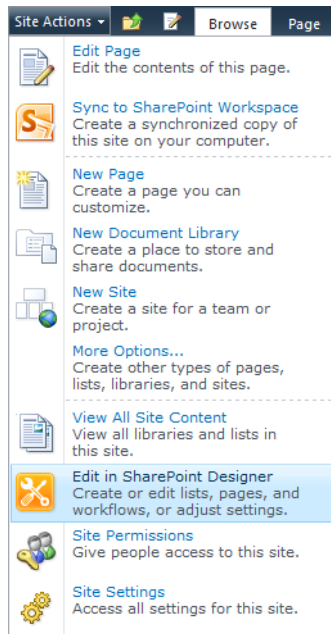 Site Actions Browse Page
Edit Page
Edit the contents of this page.
Sync to SharePoint Workspace
Create a synchronized copy of
this site on your computer.
New Page
Create a page you can
customize.
New Document Library
Create a place to store and
share documents.
New Site
Create a site for a team or
project.
More Options...
Create other types of pages,
lists, libraries, and sites.
View All Site Content
View all libraries and lists in
this site.
Edit in SharePoint Designer
Create or edit lists, pages, and
workflows, or adjust settings.
Site Permissions
Give people access to this site.
Site Settings
Access all settings for this site.